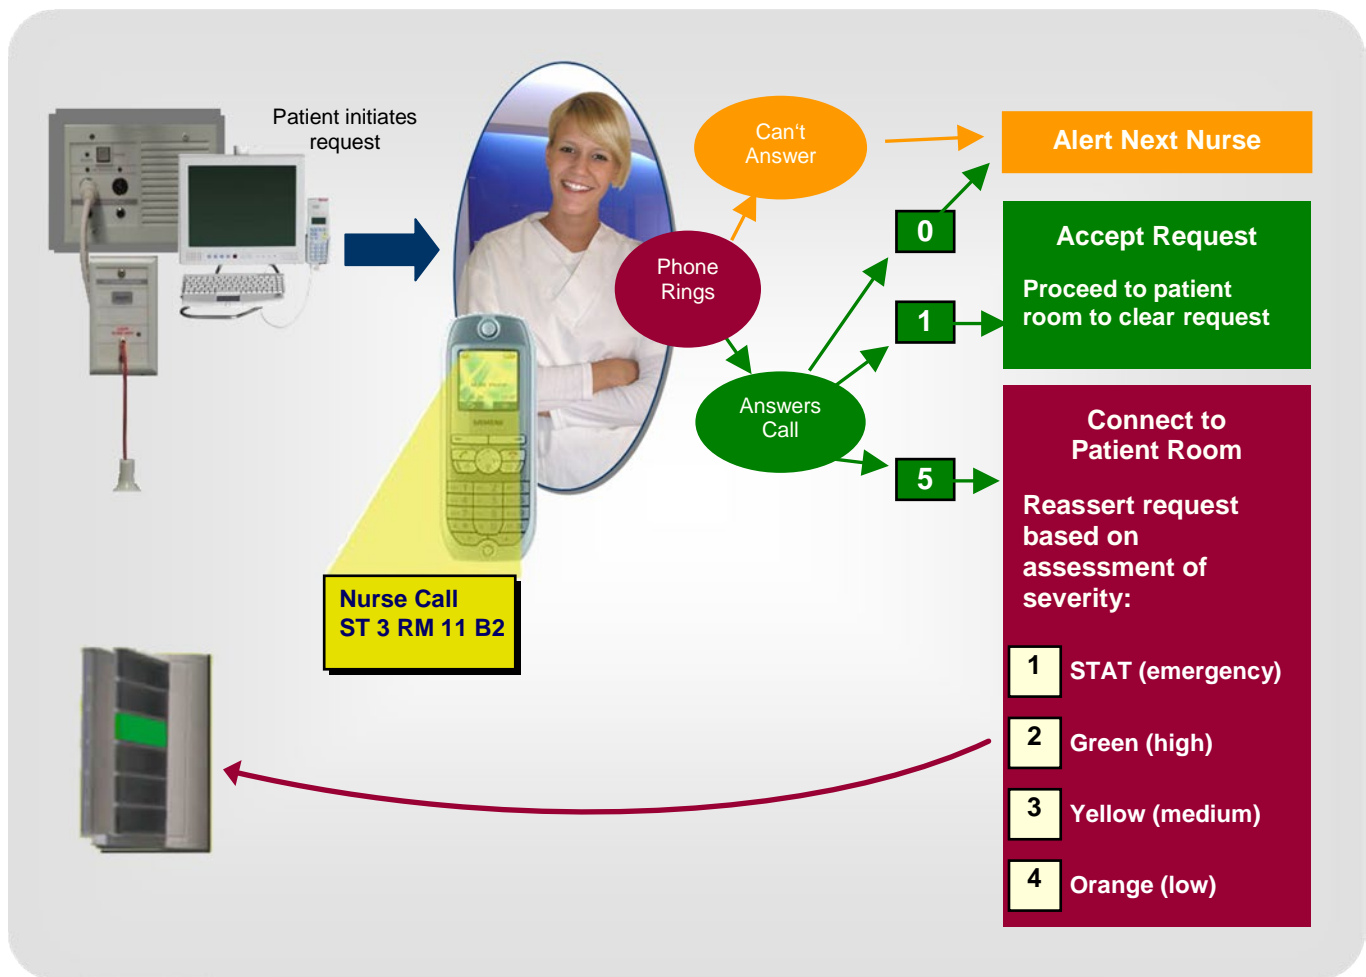 Patient initiates
request
Can't
Answer
Alert Next Nurse
0
Phone
Rings
1
Accept Request
Proceed to patient
room to clear request
Answers
Call
5
Connect to
Patient Room
Reassert request
based on
assessment of
severity:
1 STAT (emergency)
2 Green (high)
3 Yellow (medium)
4 Orange (low)
SIEMENS
Nurse Call
ST 3 RM 11 B2